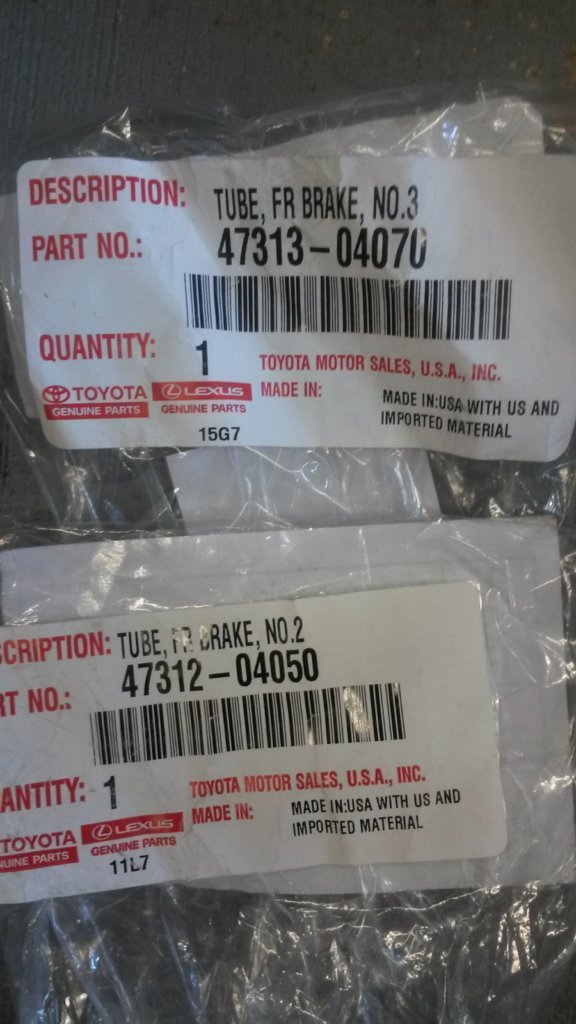 DESCRIPTION: TUBE, FR BRAKE, NO.3
PART NO.: 47313-04070
QUANTITY: 1
TOYOTA MOTOR SALES, U.S.A., INC.
TOYOTA LEXUS MADE IN: MADE IN:USA WITH US AND
GENUINE PARTS GENUINE PARTS IMPORTED MATERIAL
15G7
SCRIPTION: TUBE, FR BRAKE, NO.2
RT NO.: 47312-04050
ANTITY: 1
TOYOTA MOTOR SALES, U.S.A., INC.
TOYOTA LEXUS MADE IN: MADE IN:USA WITH US AND
NUINE PARTS GENUINE PARTS IMPORTED MATERIAL
11L7